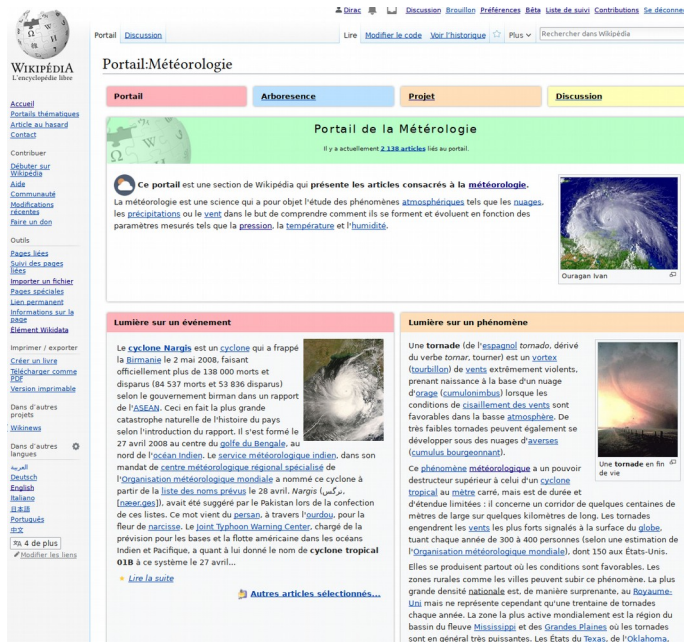 Dirac Discussion Brouillon Préférences Bêta Liste de suivi Contributions Se déconne
Portail Discussion Lire Modifier le code Voir l'historique Plus Rechercher dans Wikipédia
WIKIPÉDIA
L'encyclopédie libre
Accueil
Portails thématiques
Article au hasard
Contact
Contribuer
Débuter sur
Wikipédia
Aide
Communauté
Modifications
récentes
Faire un don
Outils
Pages liées
Suivi des pages
liées
Importer un fichier
Pages spéciales
Lien permanent
Informations sur la
page
Élément Wikidata
Imprimer / exporter
Créer un livre
Télécharger comme
PDF
Version imprimable
Dans d'autres
projets
Wikinews
Dans d'autres
langues
العربية
Deutsch
English
Italiano
日本語
Português
中文
4 de plus
Modifier les liens
Portail:Météorologie
Portail Arboresence Projet Discussion
Portail de la Métérologie
Il y a actuellement 2 138 articles liés au portail.
Ce portail est une section de Wikipédia qui présente les articles consacrés à la météorologie.
La météorologie est une science qui a pour objet l'étude des phénomènes atmosphériques tels que les nuages,
les précipitations ou le vent dans le but de comprendre comment ils se forment et évoluent en fonction des
paramètres mesurés tels que la pression, la température et l'humidité.
Ouragan Ivan
Lumière sur un événement
Le cyclone Nargis est un cyclone qui a frappé
la Birmanie le 2 mai 2008, faisant
officiellement plus de 138 000 morts et
disparus (84 537 morts et 53 836 disparus)
selon le gouvernement birman dans un rapport
de l'ASEAN. Ceci en fait la plus grande
catastrophe naturelle de l'histoire du pays
selon l'introduction du rapport. Il s'est formé le
27 avril 2008 au centre du golfe du Bengale, au
nord de l'océan Indien. Le service météorologique indien, dans son
mandat de centre météorologique régional spécialisé de
l'Organisation météorologique mondiale a nommé ce cyclone à
partir de la liste des noms prévus le 28 avril. Nargis (نرگس,
[næer.ges]), avait été suggéré par le Pakistan lors de la confection
de ces listes. Ce mot vient du persan, à travers l'ourdou, pour la
fleur de narcisse. Le Joint Typhoon Warning Center, chargé de la
prévision pour les bases et la flotte américaine dans les océans
Indien et Pacifique, a quant à lui donné le nom de cyclone tropical
01B à ce système le 27 avril...
Lire la suite
Autres articles sélectionnés...
Lumière sur un phénomène
Une tornade (de l'espagnol tornado, dérivé
du verbe tornar, tourner) est un vortex
(tourbillon) de vents extrêmement violents,
prenant naissance à la base d'un nuage
d'orage (cumulonimbus) lorsque les
conditions de cisaillement des vents sont
favorables dans la basse atmosphère. De
très faibles tornades peuvent également se
développer sous des nuages d'averses
(cumulus bourgeonnant).
Une tornade en fin
de vie
Ce phénomène météorologique a un pouvoir
destructeur supérieur à celui d'un cyclone
tropical au mètre carré, mais est de durée et
d'étendue limitées : il concerne un corridor de quelques centaines de
mètres de large sur quelques kilomètres de long. Les tornades
engendrent les vents les plus forts signalés à la surface du globe,
tuant chaque année de 300 à 400 personnes (selon une estimation de
l'Organisation météorologique mondiale), dont 150 aux États-Unis.
Elles se produisent partout où les conditions sont favorables. Les
zones rurales comme les villes peuvent subir ce phénomène. La plus
grande densité nationale est, de manière surprenante, au Royaume-
Uni mais ne représente cependant qu'une trentaine de tornades
chaque année. La zone la plus active mondialement est la région du
bassin du fleuve Mississippi et des Grandes Plaines où les tornades
sont en général très puissantes. Les États du Texas, de l'Oklahoma,